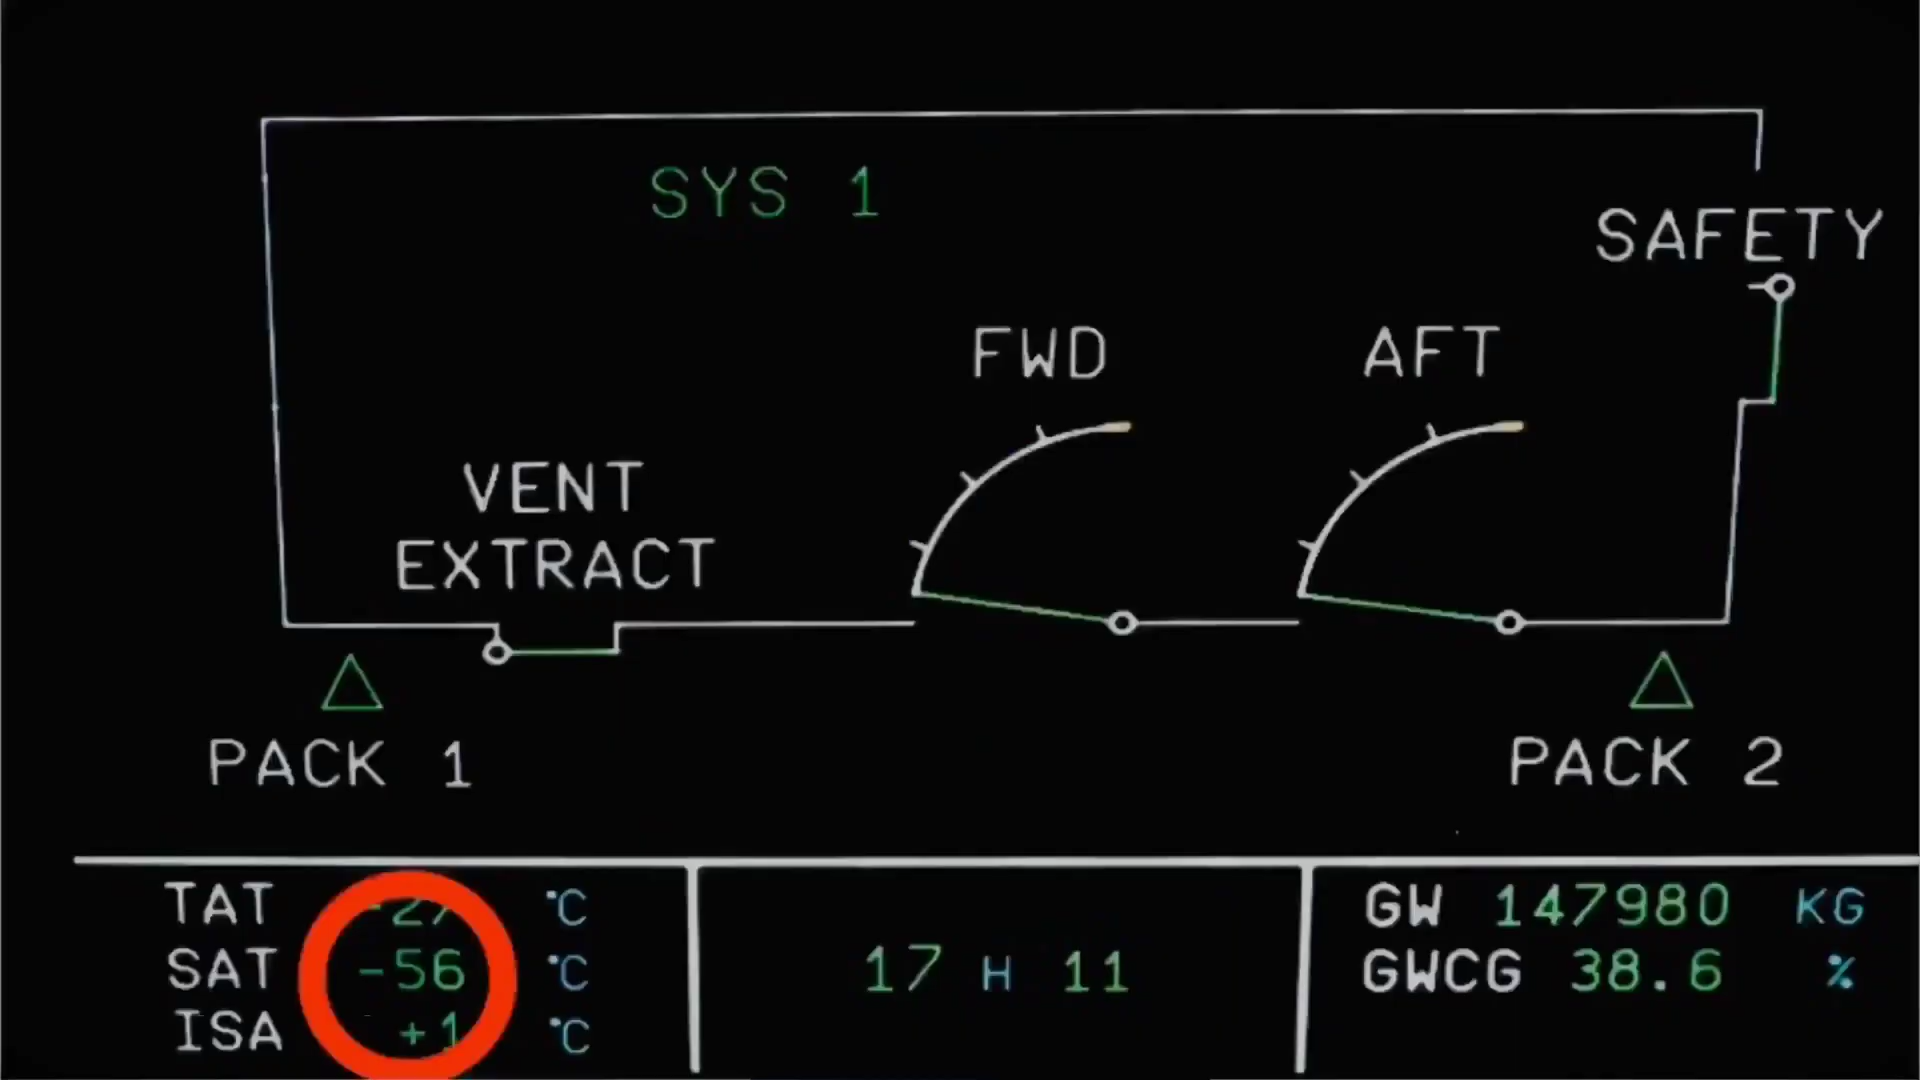 SYS 1
SAFETY
FWD AFT
VENT
EXTRACT
PACK 1 PACK 2
TAT -27 °C
SAT -56 °C
ISA +1 °C
17 H 11
GW 147980 KG
GWCG 38.6 %